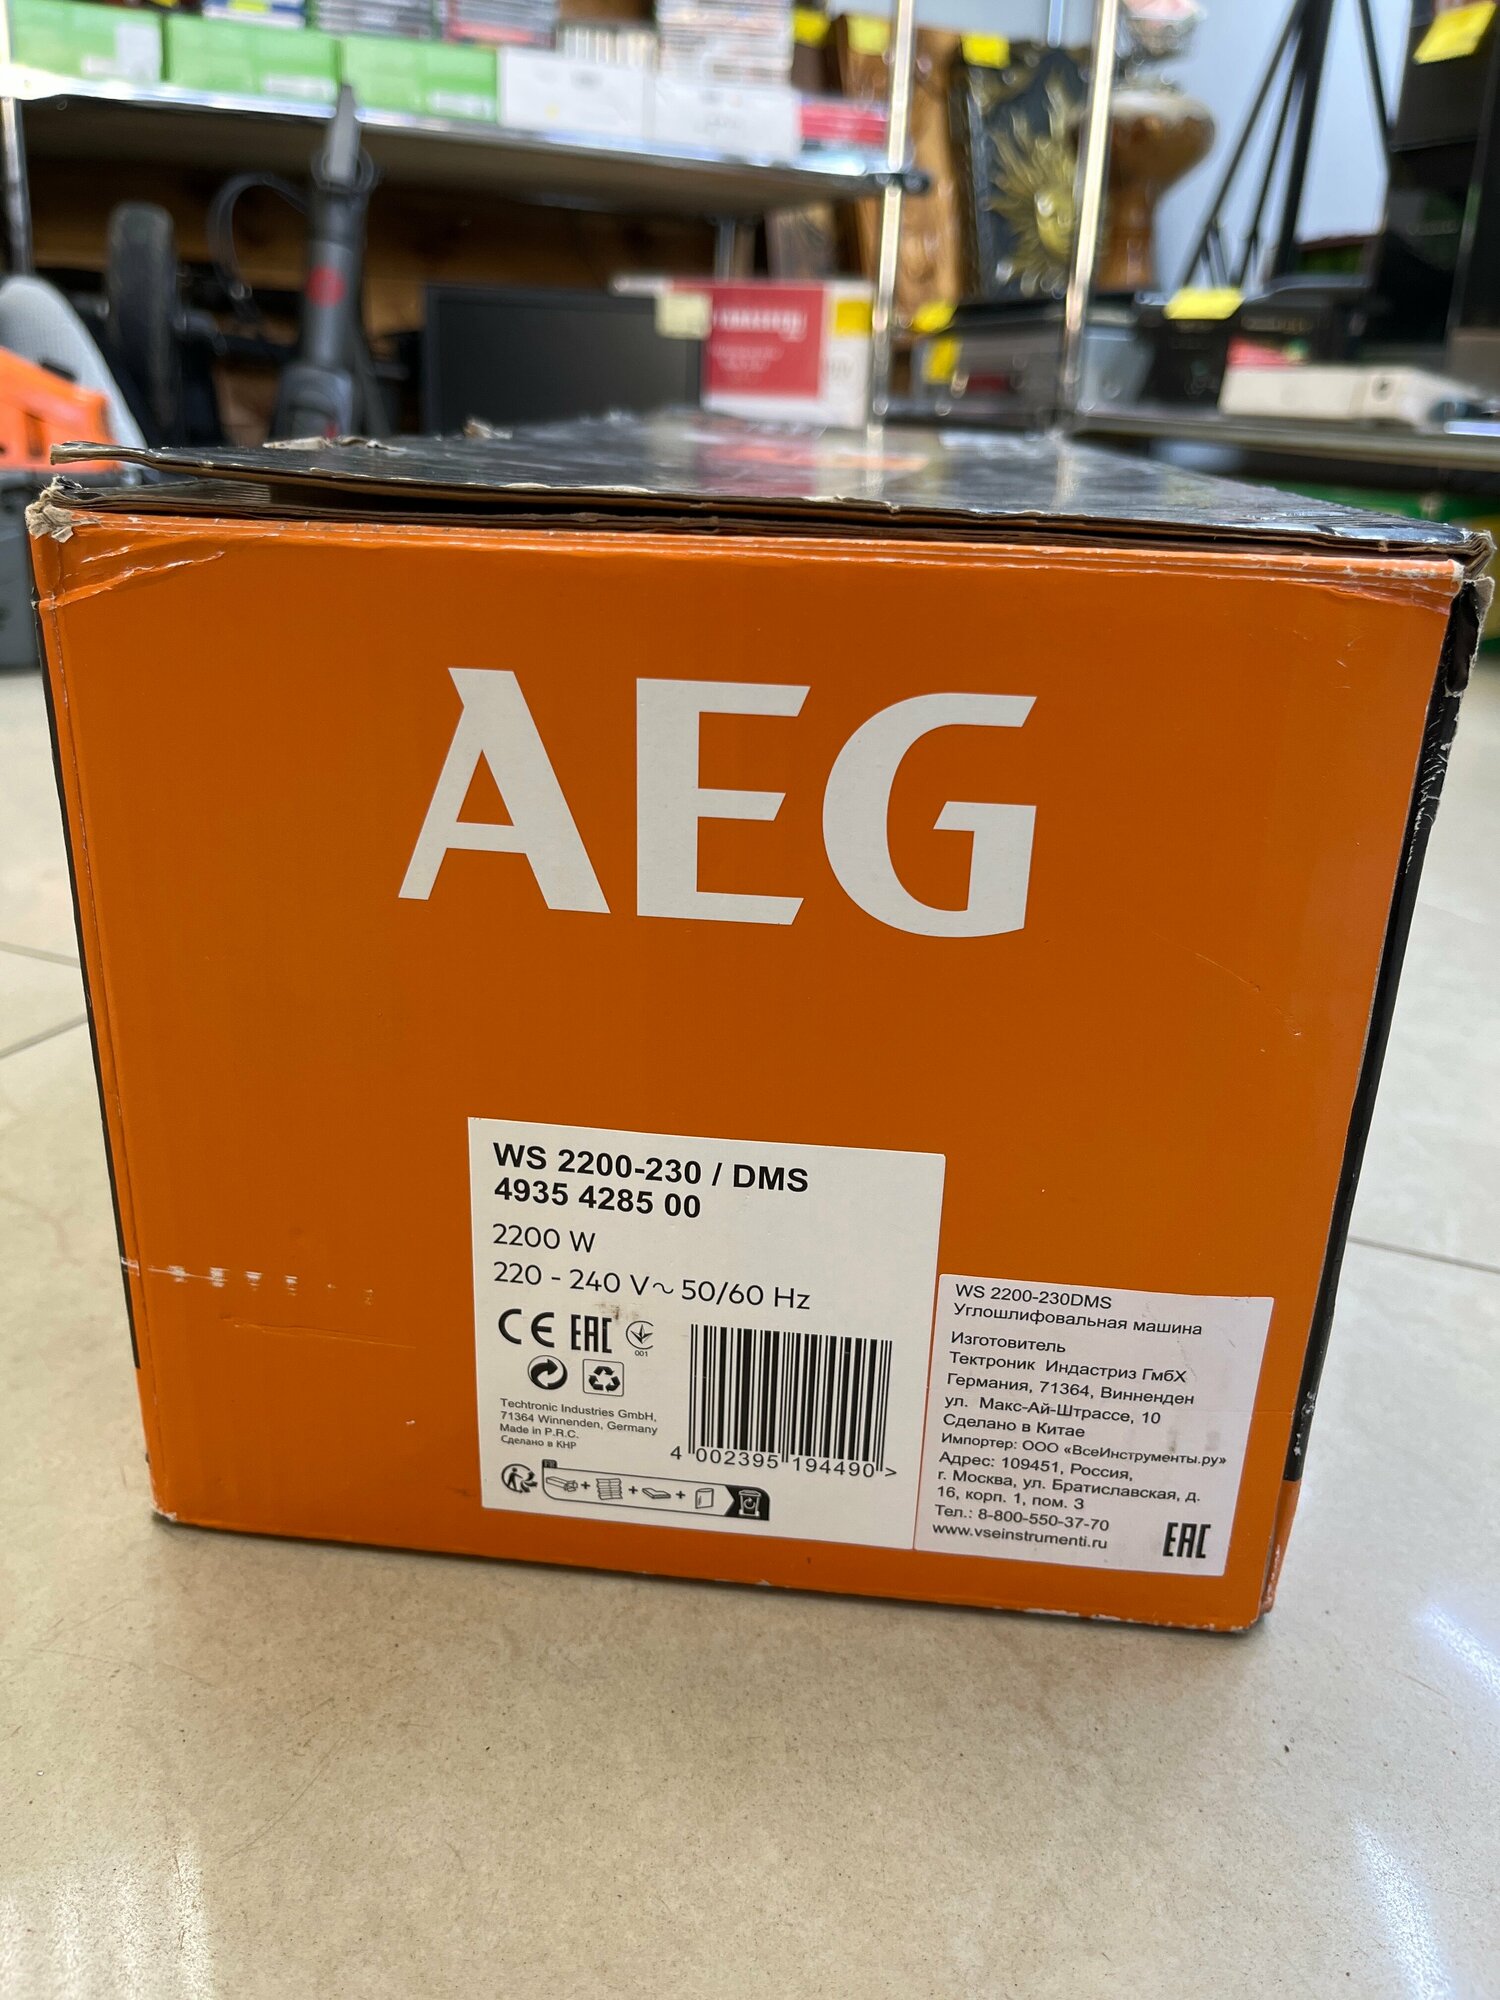 AEG
WS 2200-230 / DMS
4935 4285 00
2200 W
220 - 240 V~ 50/60 Hz
CE EAC
001
Techtronic Industries GmbH,
71364 Winnenden, Germany
Made in P.R.C.
Сделано в КНР
4 002395 194490 >
FR
WS 2200-230DMS
Углошлифовальная машина
Изготовитель
Тектроник Индастриз ГмбХ
Германия, 71364, Винненден
ул. Макс-Ай-Штрассе, 10
Сделано в Китае
Импортер: ООО «ВсеИнструменты.ру»
Адрес: 109451, Россия,
г. Москва, ул. Братиславская, д.
16, корп. 1, пом. 3
Тел.: 8-800-550-37-70
www.vseinstrumenti.ru
EAC